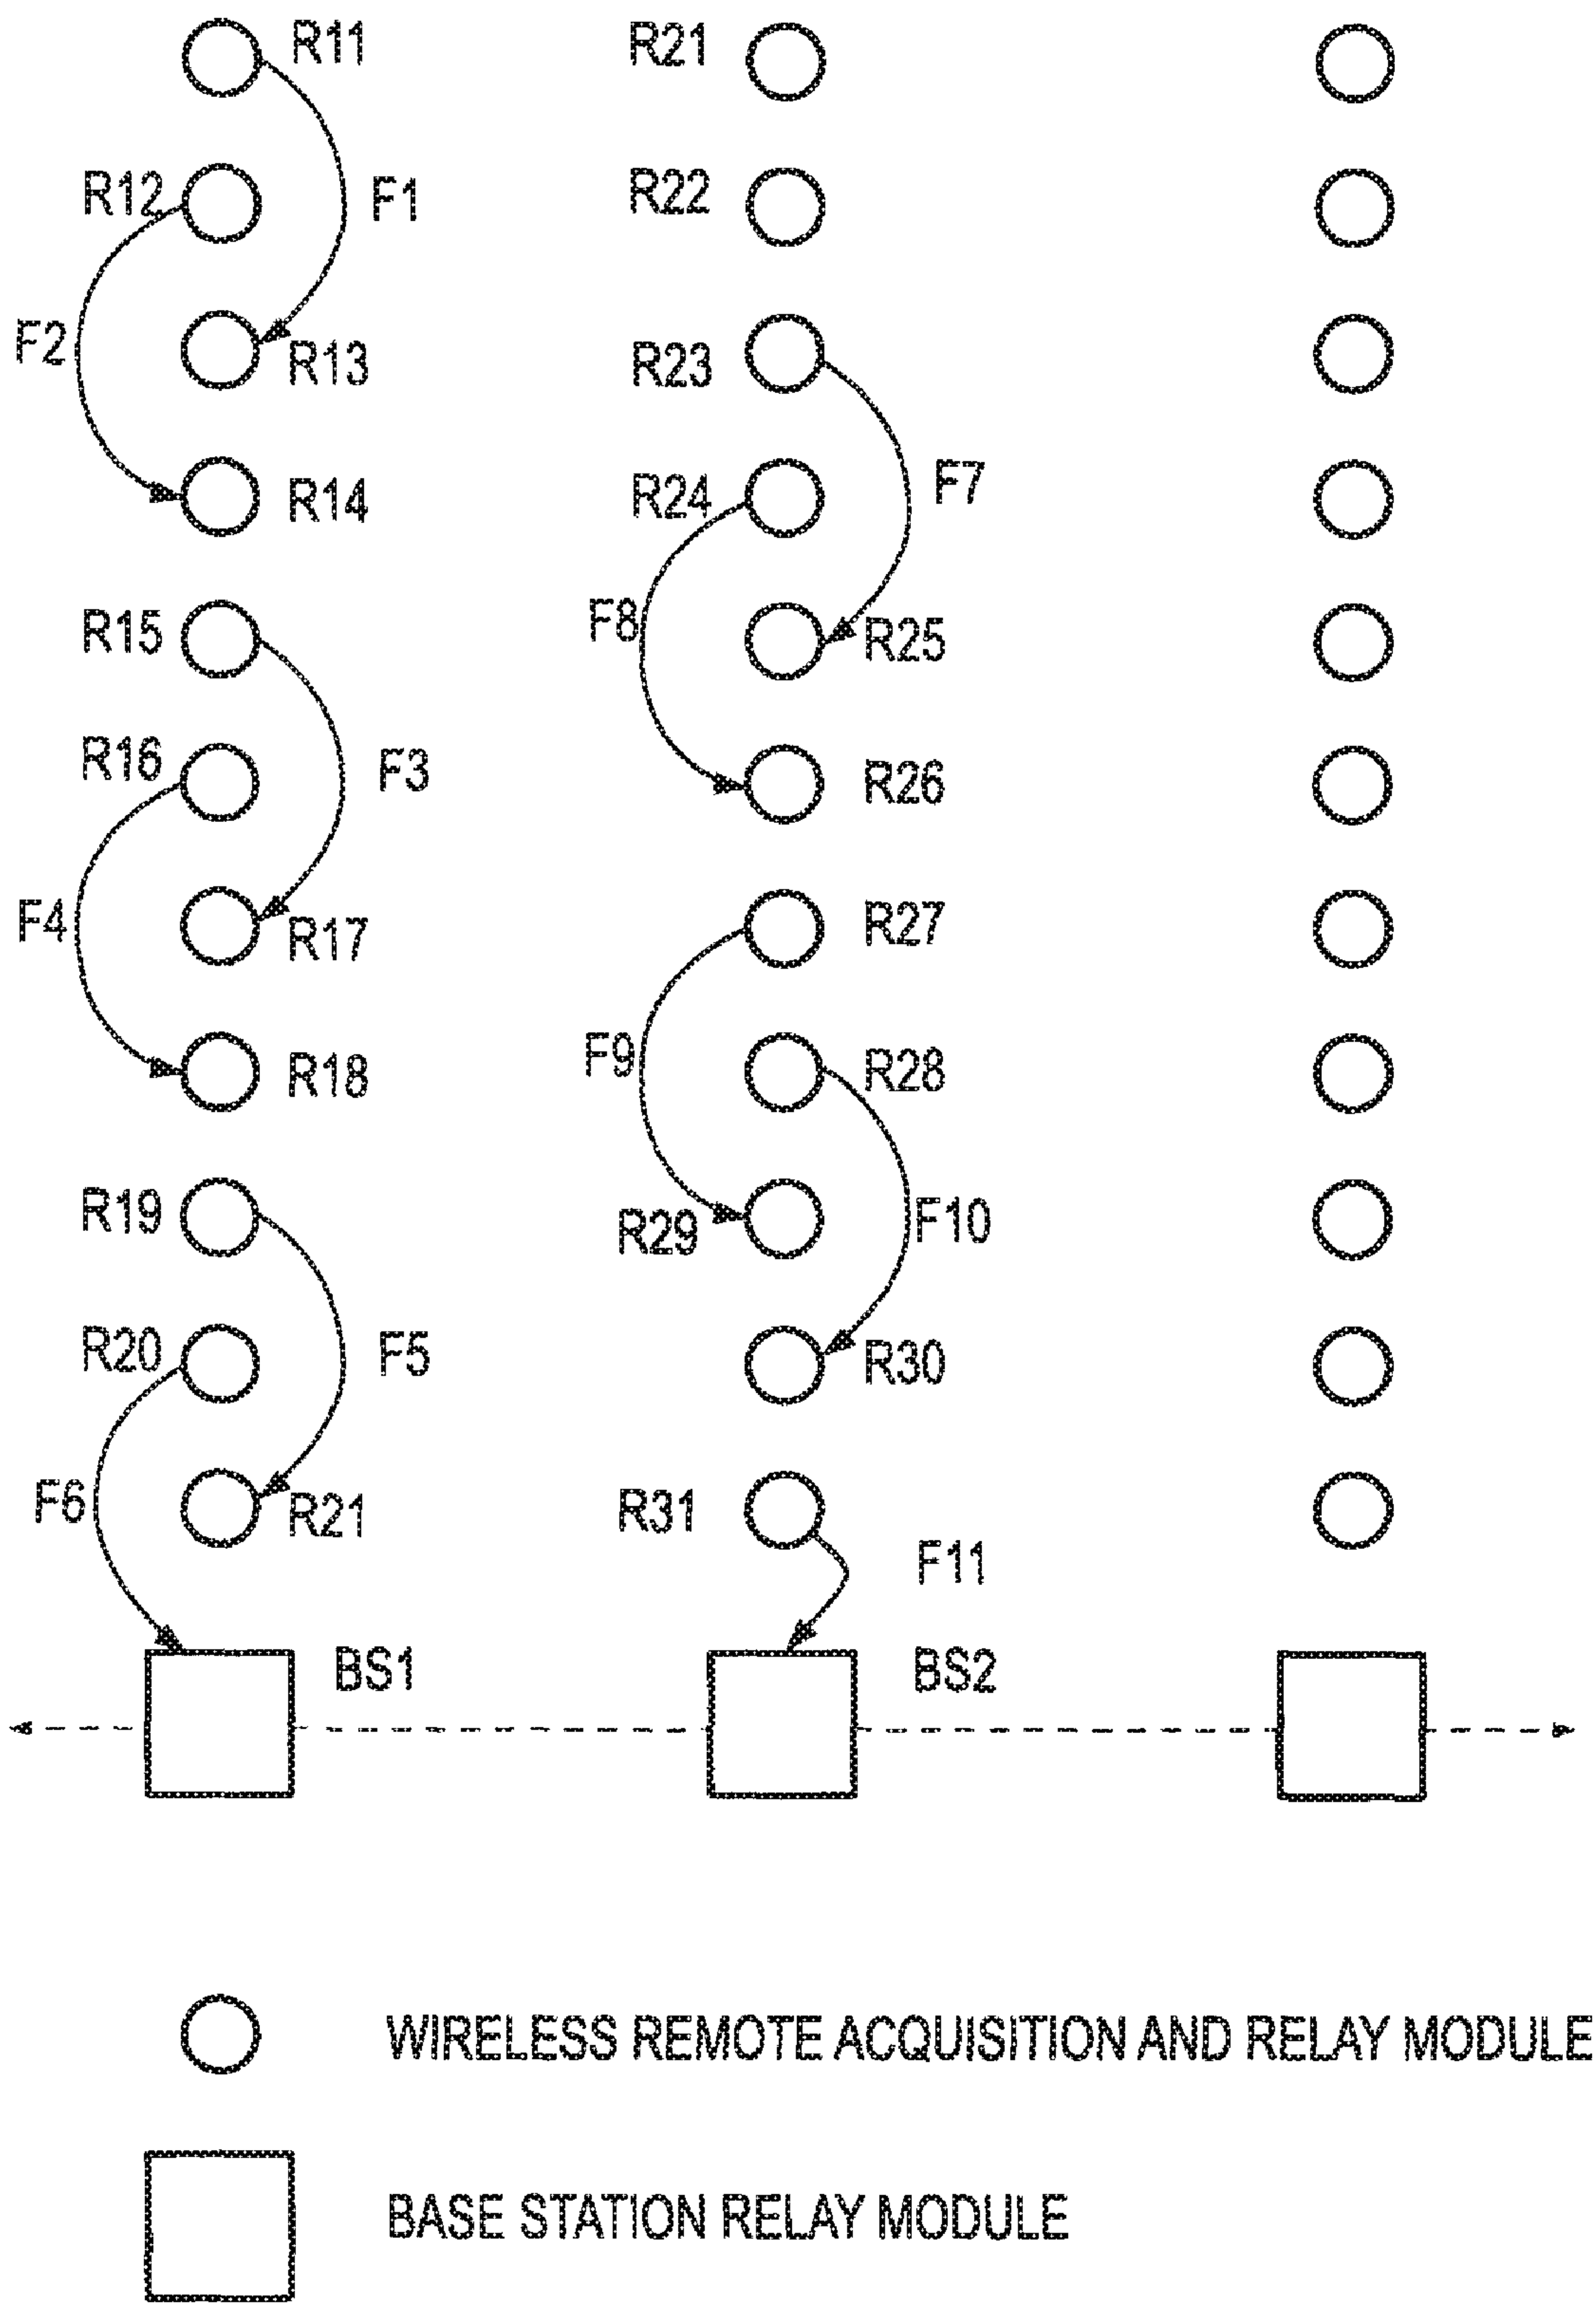 R11
R21
R12
F1
R22
F2
R13
R23
R14
R24
F7
R15
F8
R25
R16
F3
R26
F4
R17
R27
R18
F9
R28
R19
R29
F10
R20
F5
R30
F6
R21
R31
F11
BS1
BS2
WIRELESS REMOTE ACQUISITION AND RELAY MODULE
BASE STATION RELAY MODULE